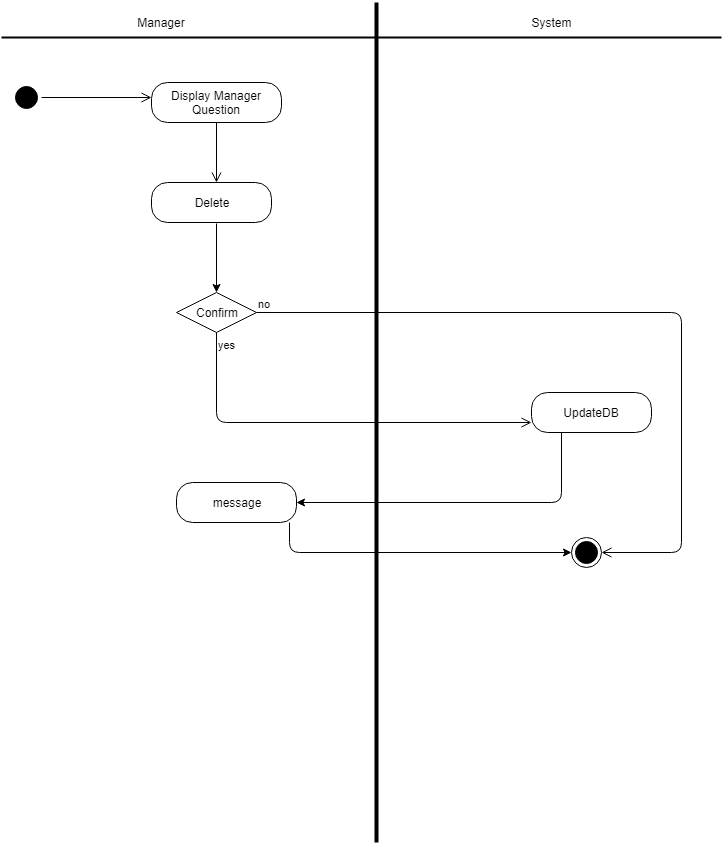 Manager
System
Display Manager
Question
Delete
Confirm
no
yes
UpdateDB
message